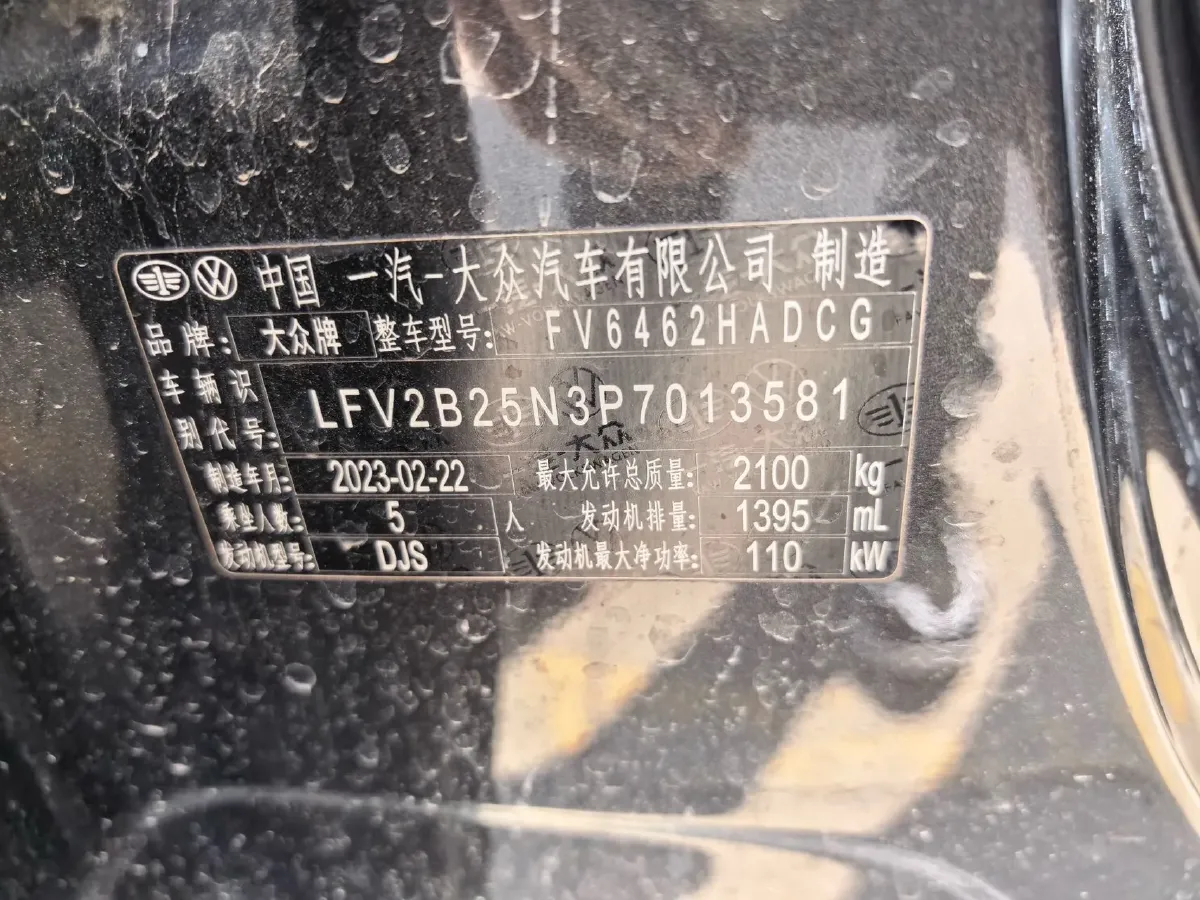 中国 一汽-大众汽车有限公司 制造
品牌: 大众牌 整车型号: FV6462HADCG
车辆识别代号: LFV2B25N3P7013581
制造年月: 2023-02-22 最大允许总质量: 2100 kg
乘坐人数: 5 人 发动机排量: 1395 mL
发动机型号: DJS 发动机最大净功率: 110 kW